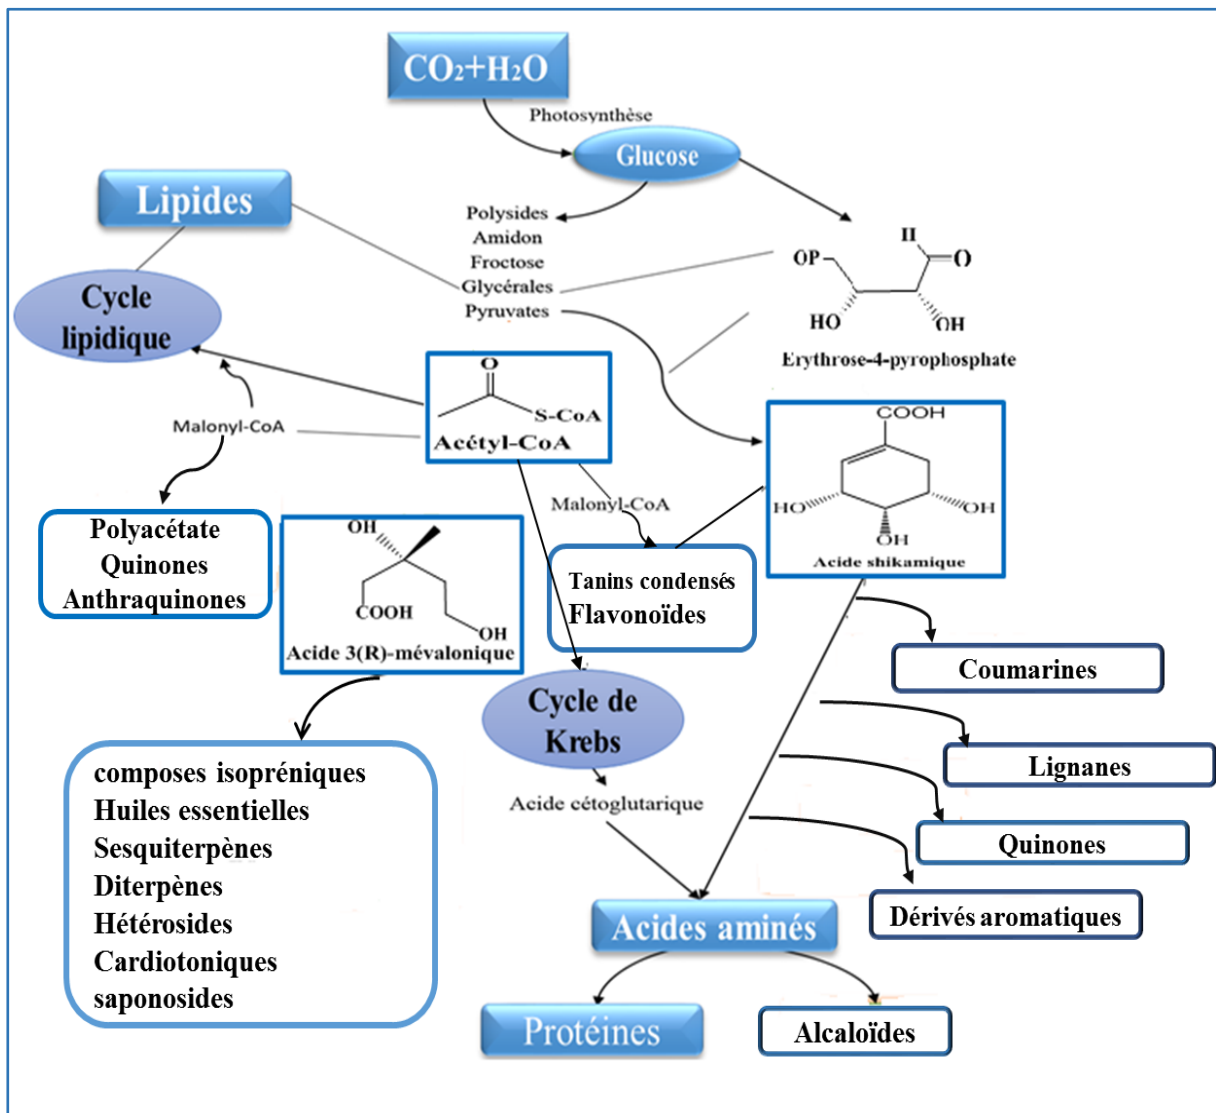 CO₂+H₂O
Photosynthèse
Glucose
Lipides
Polysides
Amidon
Froctose
Glycérales
Pyruvates
H
OP
O
HO
OH
Erythrose-4-pyrophosphate
Cycle
lipidique
O
S-CoA
Acétyl-CoA
Malonyl-CoA
COOH
HO
OH
OH
Acide shikamique
Malonyl-CoA
Polyacétate
Quinones
Anthraquinones
OH
COOH
OH
Acide 3(R)-mévalonique
Tanins condensés
Flavonoïdes
Coumarines
Cycle de
Krebs
Lignanes
composes isopréniques
Huiles essentielles
Sesquiterpènes
Diterpènes
Hétérosides
Cardiotoniques
saponosides
Acide cétoglutarique
Quinones
Dérivés aromatiques
Acides aminés
Protéines
Alcaloïdes